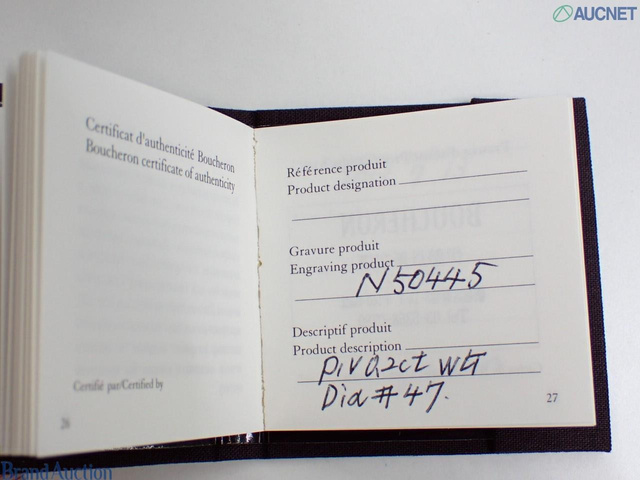 AUCNET
Certificat d'authenticité Boucheron
Boucheron certificate of authenticity
Certifié par/Certified by
26
Référence produit
Product designation
Gravure produit
Engraving product
N50445
Descriptif produit
Product description
0.2ct WG
Dia #47.
27
Brand Auction